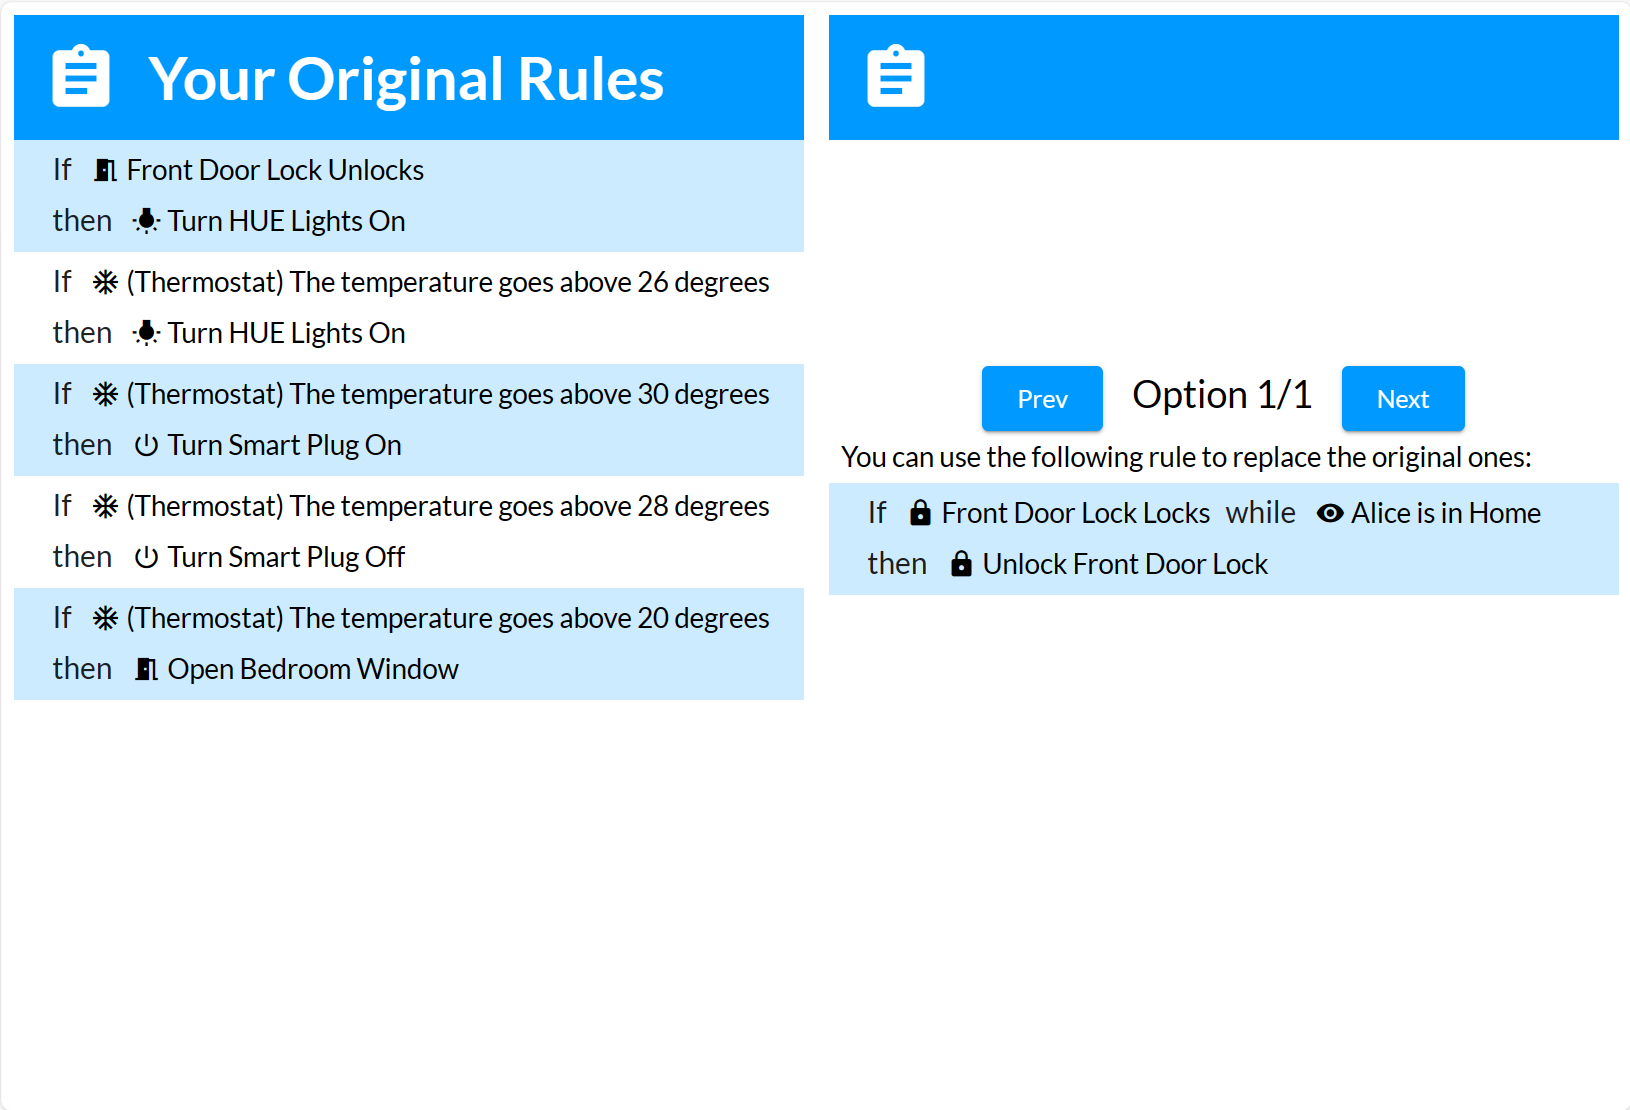 Your Original Rules
If Front Door Lock Unlocks
then Turn HUE Lights On
If (Thermostat) The temperature goes above 26 degrees
then Turn HUE Lights On
If (Thermostat) The temperature goes above 30 degrees
then Turn Smart Plug On
If (Thermostat) The temperature goes above 28 degrees
then Turn Smart Plug Off
If (Thermostat) The temperature goes above 20 degrees
then Open Bedroom Window
Prev Option 1/1 Next
You can use the following rule to replace the original ones:
If Front Door Lock Locks while Alice is in Home
then Unlock Front Door Lock